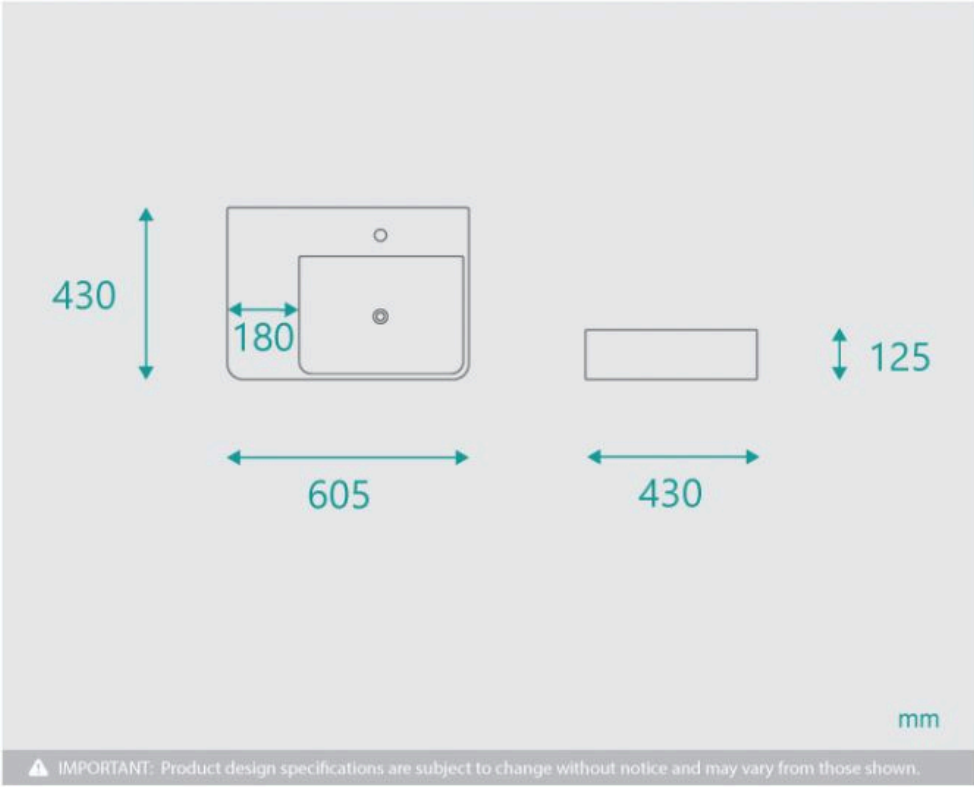 430
180
125
605
430
mm
IMPORTANT: Product design specifications are subject to change without notice and may vary from those shown.